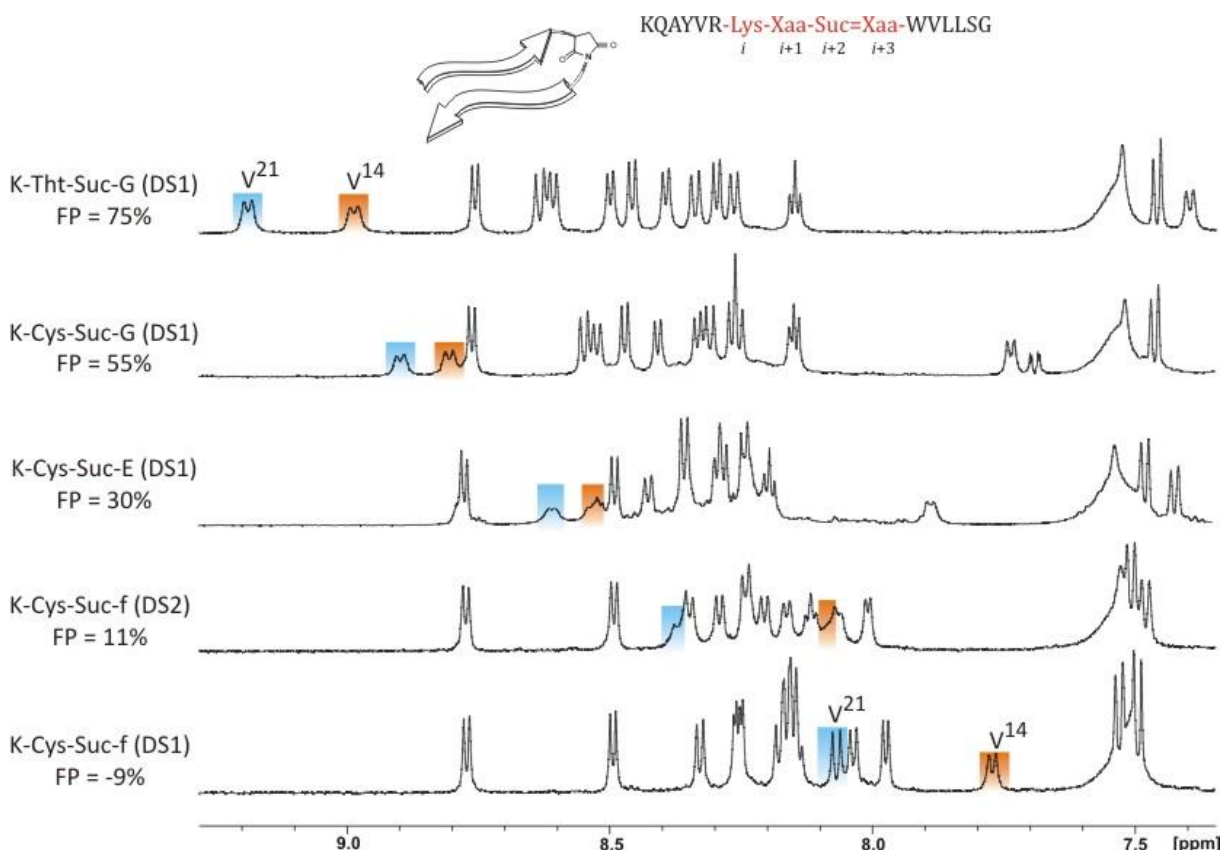 KQAYVR-Lys-Xaa-Suc=Xaa-WVLLSG
i i+1 i+2 i+3
O
N
O
K-Tht-Suc-G (DS1)
FP = 75%
V21 V14
K-Cys-Suc-G (DS1)
FP = 55%
K-Cys-Suc-E (DS1)
FP = 30%
K-Cys-Suc-f (DS2)
FP = 11%
K-Cys-Suc-f (DS1)
FP = -9%
V21 V14
9.0 8.5 8.0 7.5 [ppm]